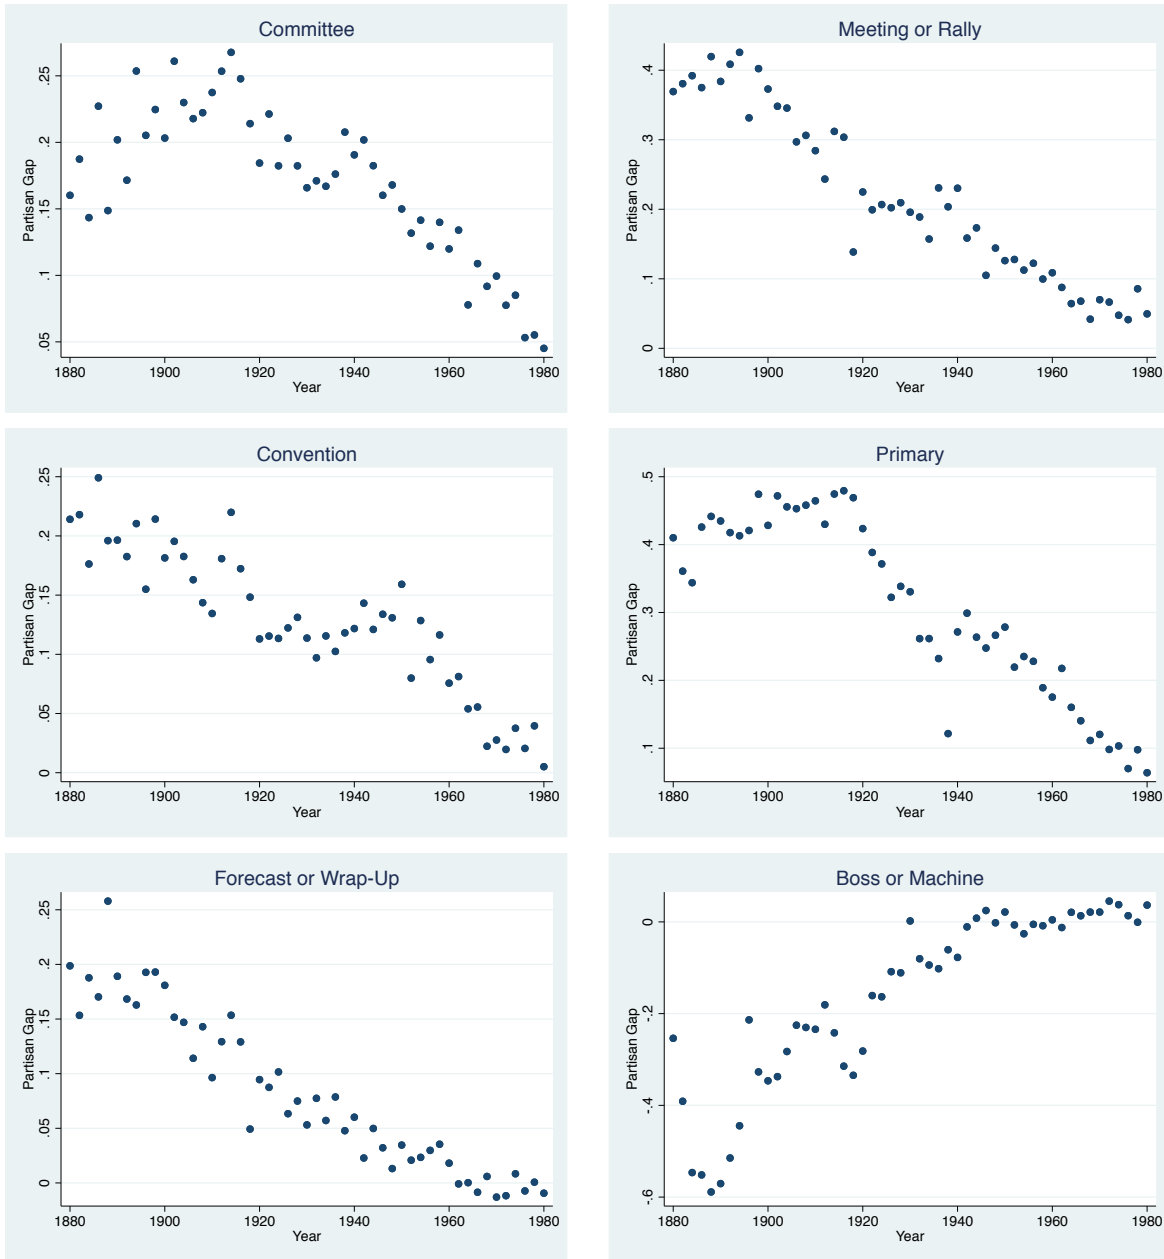 Committee
Partisan Gap
.25
.2
.15
.1
.05
1880 1900 1920 1940 1960 1980
Year
Meeting or Rally
Partisan Gap
.4
.3
.2
.1
0
1880 1900 1920 1940 1960 1980
Year
Convention
Partisan Gap
.25
.2
.15
.1
.05
0
1880 1900 1920 1940 1960 1980
Year
Primary
Partisan Gap
.5
.4
.3
.2
.1
1880 1900 1920 1940 1960 1980
Year
Forecast or Wrap-Up
Partisan Gap
.25
.2
.15
.1
.05
0
1880 1900 1920 1940 1960 1980
Year
Boss or Machine
Partisan Gap
0
-.2
-.4
-.6
1880 1900 1920 1940 1960 1980
Year